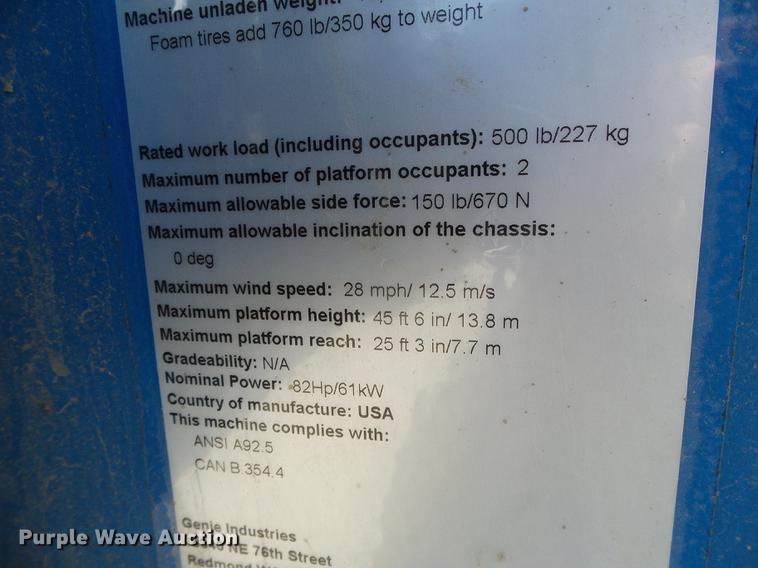 Machine unladen weight:
Foam tires add 760 lb/350 kg to weight
Rated work load (including occupants): 500 lb/227 kg
Maximum number of platform occupants: 2
Maximum allowable side force: 150 lb/670 N
Maximum allowable inclination of the chassis:
0 deg
Maximum wind speed: 28 mph/ 12.5 m/s
Maximum platform height: 45 ft 6 in/ 13.8 m
Maximum platform reach: 25 ft 3 in/7.7 m
Gradeability: N/A
Nominal Power: 82Hp/61kW
Country of manufacture: USA
This machine complies with:
ANSI A92.5
CAN B.354.4
Genie Industries
NE 76th Street
Redmond
Purple Wave Auction